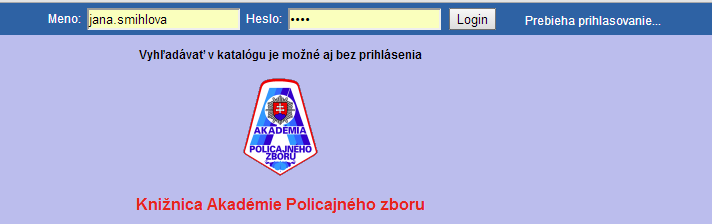 Meno: jana.smihlova Heslo: •••• Login Prebieha prihlasovanie...
Vyhľadávať v katalógu je možné aj bez prihlásenia
AKADÉMIA
POLICAJNÉHO
ZBORU
Knižnica Akadémie Policajného zboru